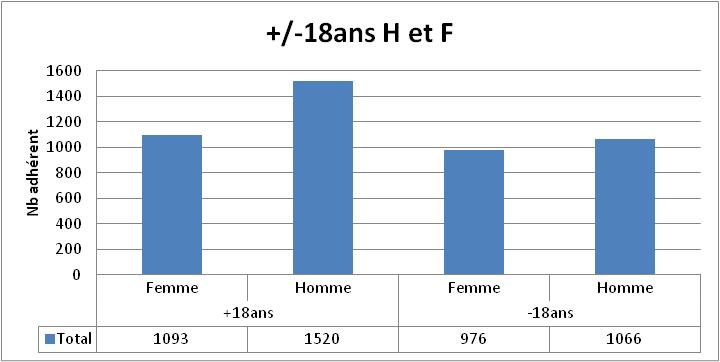 +/-18ans H et F
Nb adhérent
1600
1400
1200
1000
800
600
400
200
0
Femme Homme Femme Homme
+18ans -18ans
Total 1093 1520 976 1066